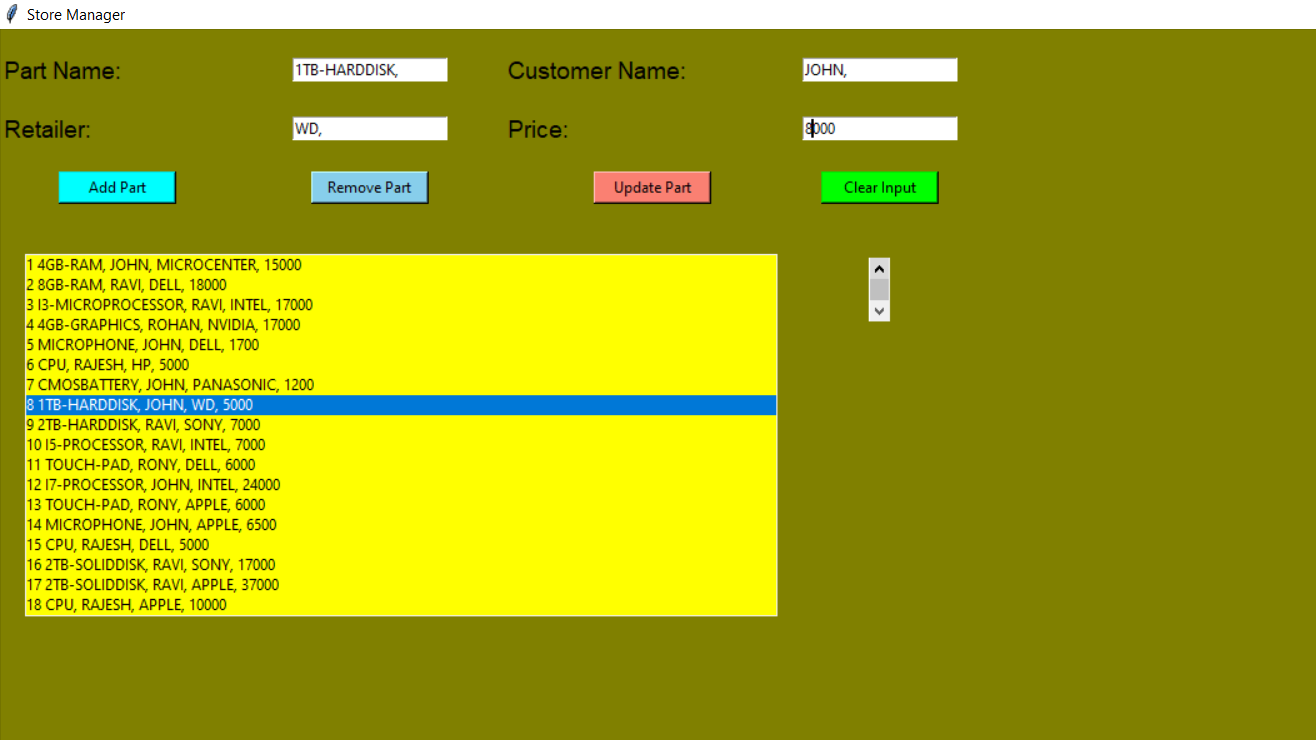 Store Manager
Part Name: 1TB-HARDDISK, Customer Name: JOHN,
Retailer: WD, Price: 8000
Add Part Remove Part Update Part Clear Input
1 4GB-RAM, JOHN, MICROCENTER, 15000
2 8GB-RAM, RAVI, DELL, 18000
3 I3-MICROPROCESSOR, RAVI, INTEL, 17000
4 4GB-GRAPHICS, ROHAN, NVIDIA, 17000
5 MICROPHONE, JOHN, DELL, 1700
6 CPU, RAJESH, HP, 5000
7 CMOSBATTERY, JOHN, PANASONIC, 1200
8 1TB-HARDDISK, JOHN, WD, 5000
9 2TB-HARDDISK, RAVI, SONY, 7000
10 I5-PROCESSOR, RAVI, INTEL, 7000
11 TOUCH-PAD, RONY, DELL, 6000
12 I7-PROCESSOR, JOHN, INTEL, 24000
13 TOUCH-PAD, RONY, APPLE, 6000
14 MICROPHONE, JOHN, APPLE, 6500
15 CPU, RAJESH, DELL, 5000
16 2TB-SOLIDDISK, RAVI, SONY, 17000
17 2TB-SOLIDDISK, RAVI, APPLE, 37000
18 CPU, RAJESH, APPLE, 10000